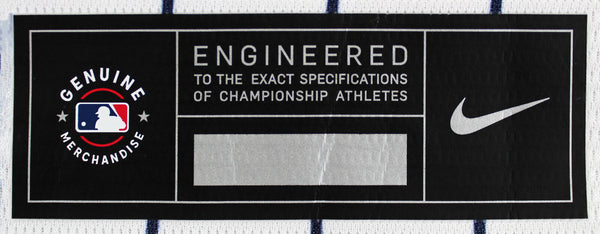 GENUINE
MERCHANDISE
ENGINEERED
TO THE EXACT SPECIFICATIONS
OF CHAMPIONSHIP ATHLETES